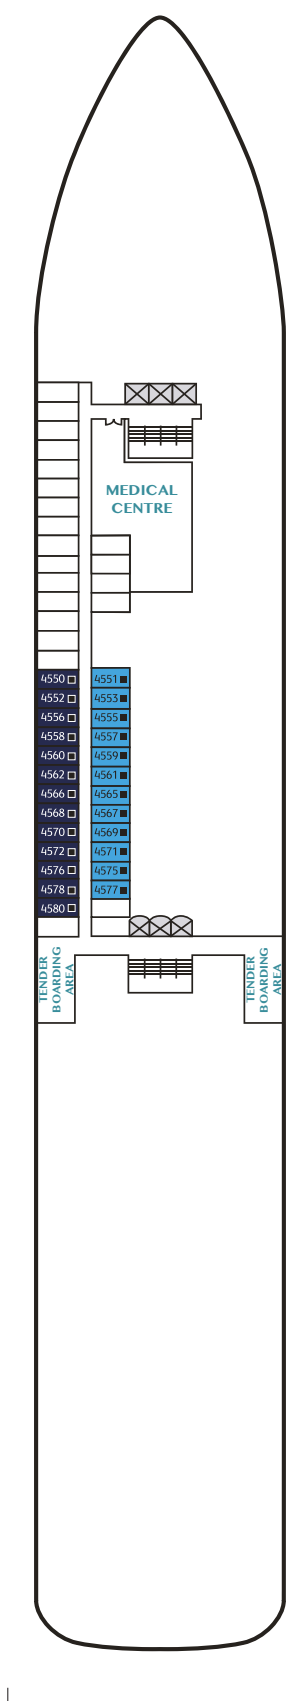 MEDICAL
CENTRE
4550 4551
4552 4553
4556 4555
4558 4557
4560 4559
4562 4561
4566 4565
4568 4567
4570 4569
4572 4571
4576 4575
4578 4577
4580
TENDER
BOARDING
AREA
TENDER
BOARDING
AREA